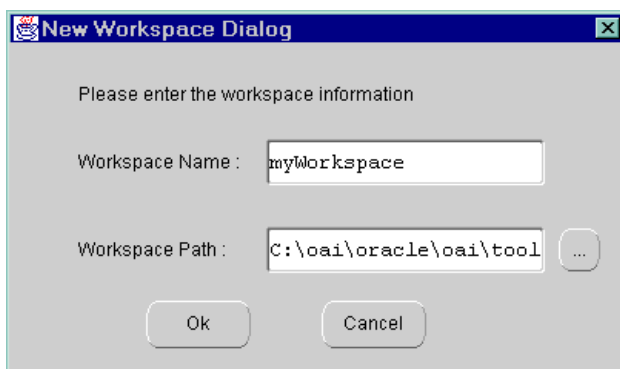 New Workspace Dialog
Please enter the workspace information
Workspace Name : myWorkspace
Workspace Path : C:\oai\oracle\oai\tool ...
Ok Cancel